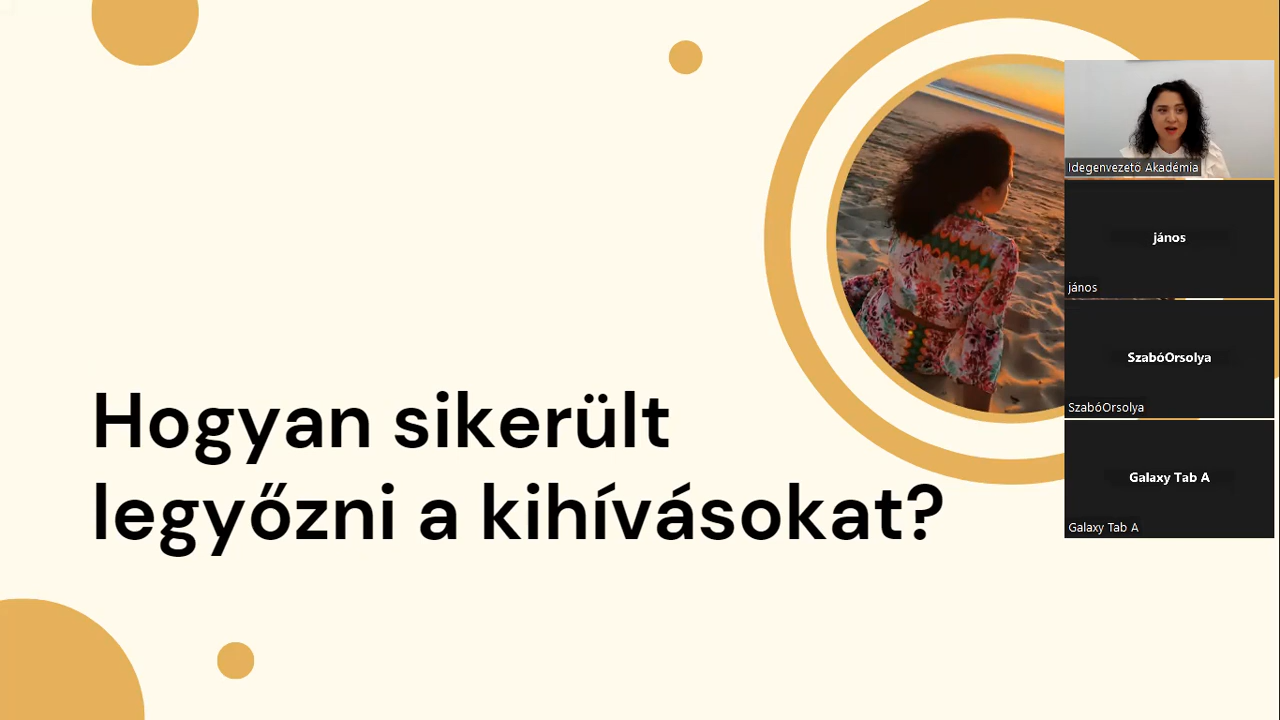 Hogyan sikerült
legyőzni a kihívásokat?
Idegenvezető Akadémia
jános
jános
SzabóOrsolya
SzabóOrsolya
Galaxy Tab A
Galaxy Tab A